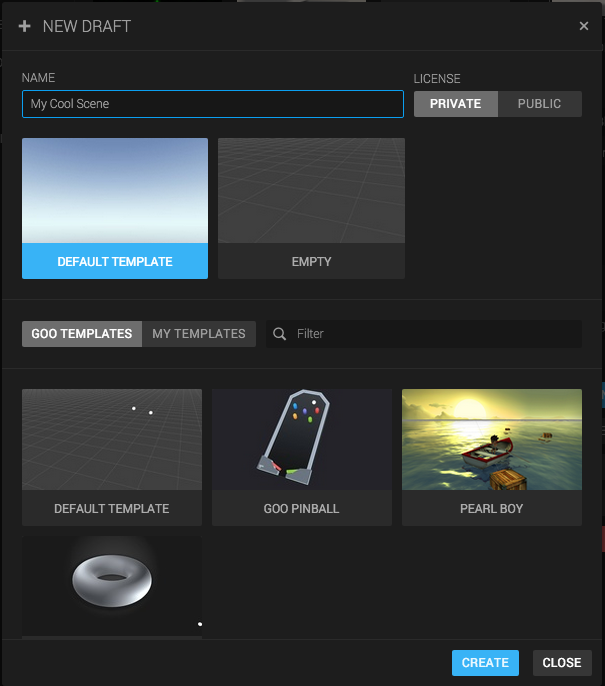 NEW DRAFT
NAME
LICENSE
My Cool Scene
PRIVATE PUBLIC
DEFAULT TEMPLATE EMPTY
GOO TEMPLATES MY TEMPLATES Filter
DEFAULT TEMPLATE GOO PINBALL PEARL BOY
CREATE CLOSE